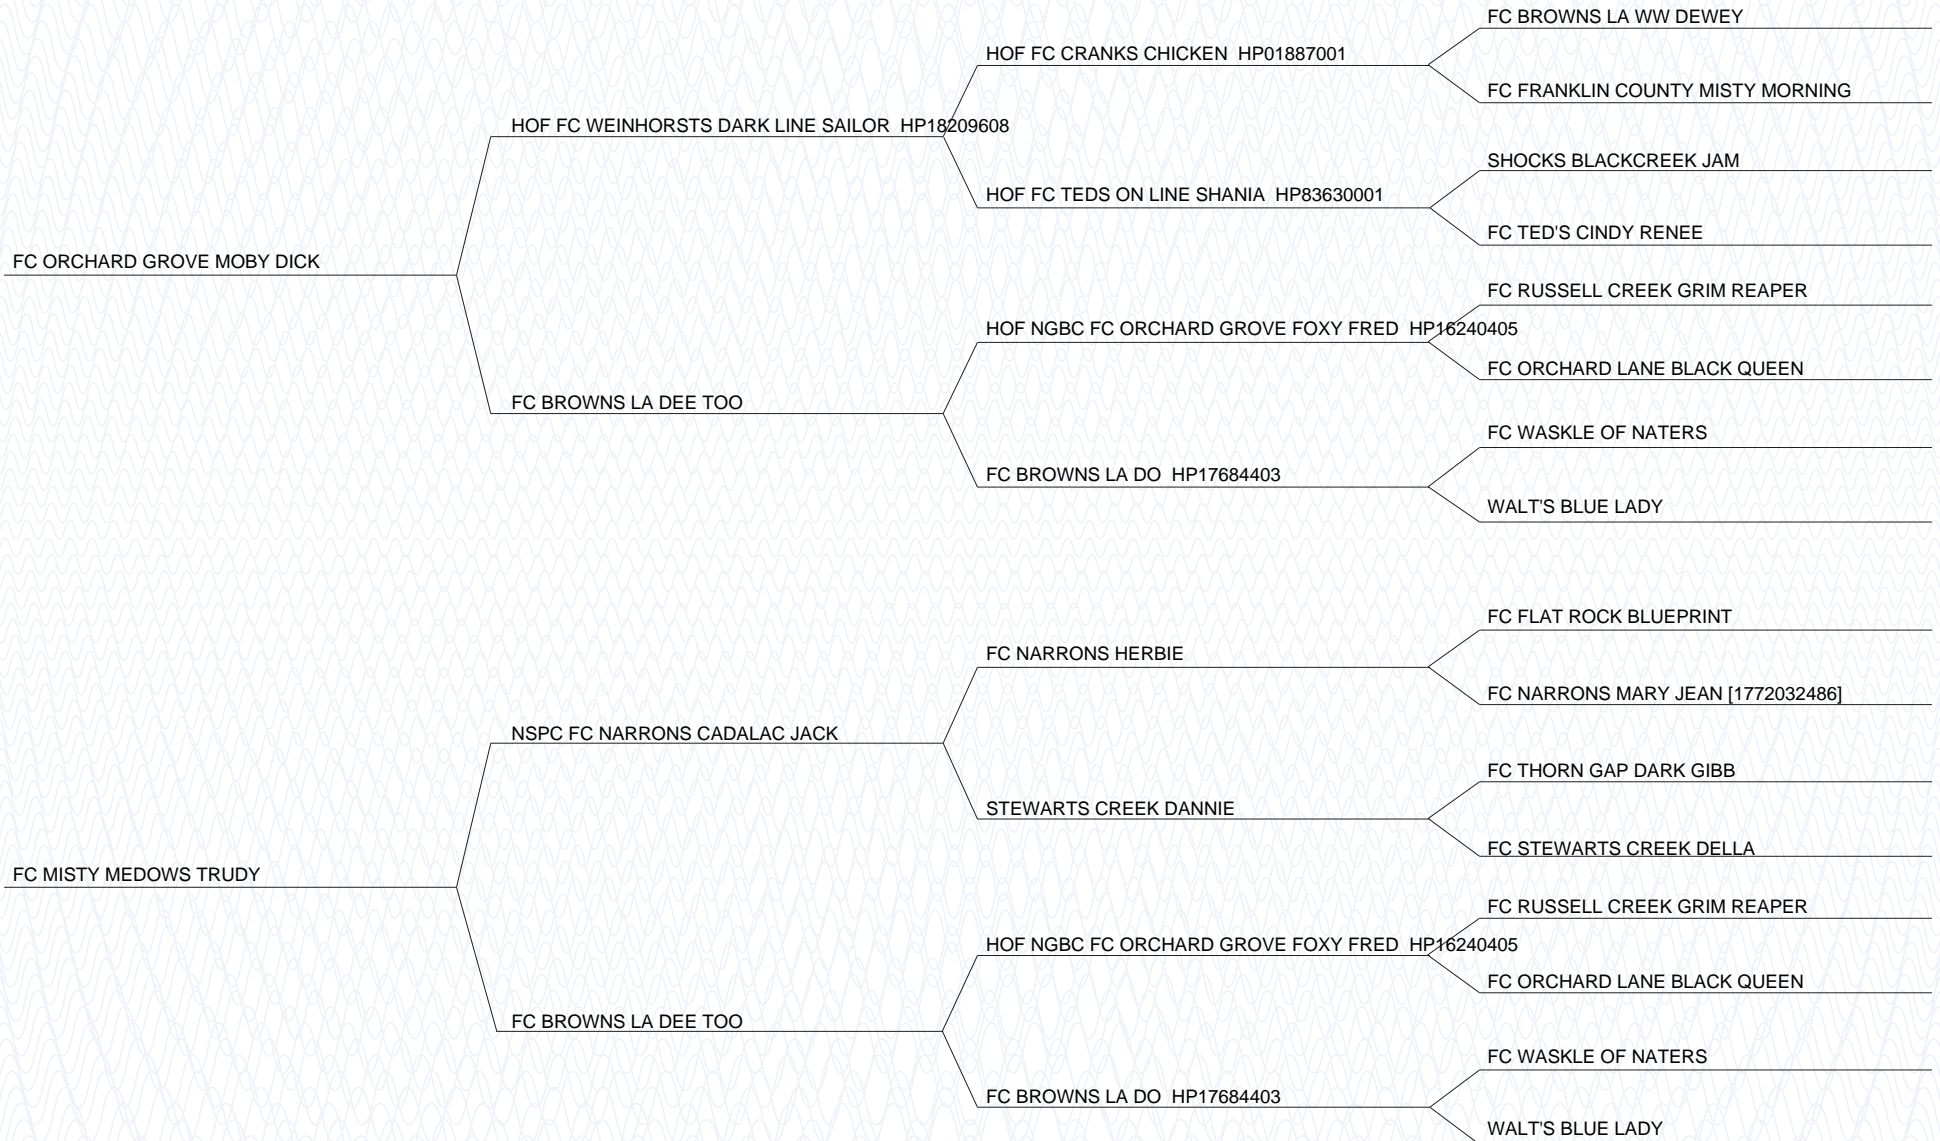 FC BROWNS LA WW DEWEY
HOF FC CRANKS CHICKEN HP01887001
FC FRANKLIN COUNTY MISTY MORNING
HOF FC WEINHORSTS DARK LINE SAILOR HP18209608
SHOCKS BLACKCREEK JAM
HOF FC TEDS ON LINE SHANIA HP83630001
FC TED'S CINDY RENEE
FC ORCHARD GROVE MOBY DICK
FC RUSSELL CREEK GRIM REAPER
HOF NGBC FC ORCHARD GROVE FOXY FRED HP16240405
FC ORCHARD LANE BLACK QUEEN
FC BROWNS LA DEE TOO
FC WASKLE OF NATERS
FC BROWNS LA DO HP17684403
WALT'S BLUE LADY
FC FLAT ROCK BLUEPRINT
FC NARRONS HERBIE
FC NARRONS MARY JEAN [1772032486]
NSPC FC NARRONS CADALAC JACK
FC THORN GAP DARK GIBB
STEWARTS CREEK DANNIE
FC STEWARTS CREEK DELLA
FC MISTY MEDOWS TRUDY
FC RUSSELL CREEK GRIM REAPER
HOF NGBC FC ORCHARD GROVE FOXY FRED HP16240405
FC ORCHARD LANE BLACK QUEEN
FC BROWNS LA DEE TOO
FC WASKLE OF NATERS
FC BROWNS LA DO HP17684403
WALT'S BLUE LADY